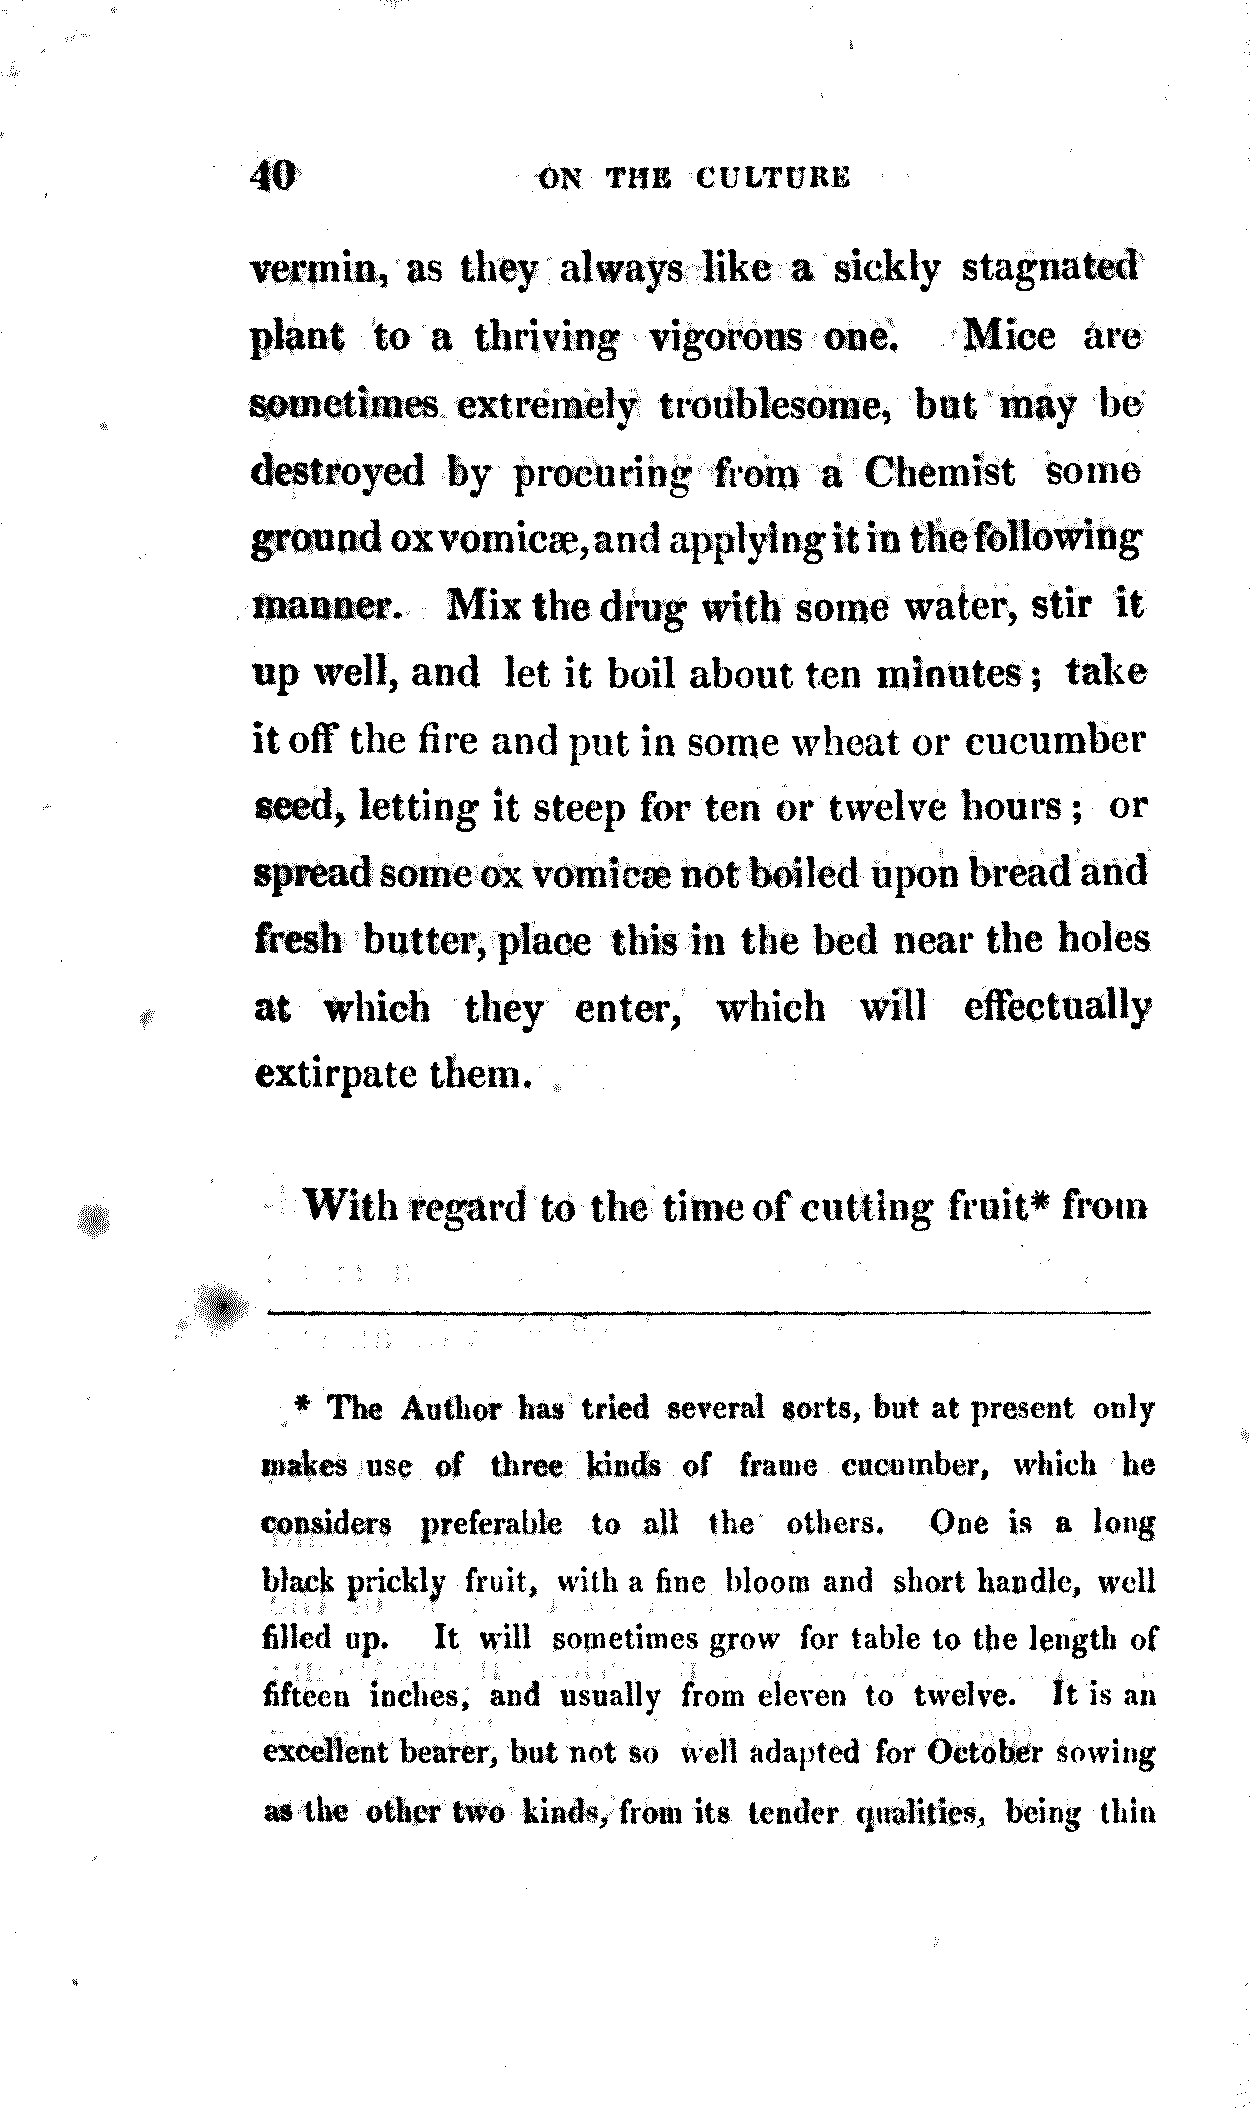 40 ON THE CULTURE
vermin, as they always like a sickly stagnated
plant to a thriving vigorous one. Mice are
sometimes extremely troublesome, but may be
destroyed by procuring from a Chemist some
ground ox vomicæ, and applying it in the following
manner. Mix the drug with some water, stir it
up well, and let it boil about ten minutes; take
it off the fire and put in some wheat or cucumber
seed, letting it steep for ten or twelve hours; or
spread some ox vomicæ not boiled upon bread and
fresh butter, place this in the bed near the holes
at which they enter, which will effectually
extirpate them.
With regard to the time of cutting fruit* from
* The Author has tried several sorts, but at present only
makes use of three kinds of frame cucumber, which he
considers preferable to all the others. One is a long
black prickly fruit, with a fine bloom and short handle, well
filled up. It will sometimes grow for table to the length of
fifteen inches, and usually from eleven to twelve. It is an
excellent bearer, but not so well adapted for October sowing
as the other two kinds, from its tender qualities, being thin